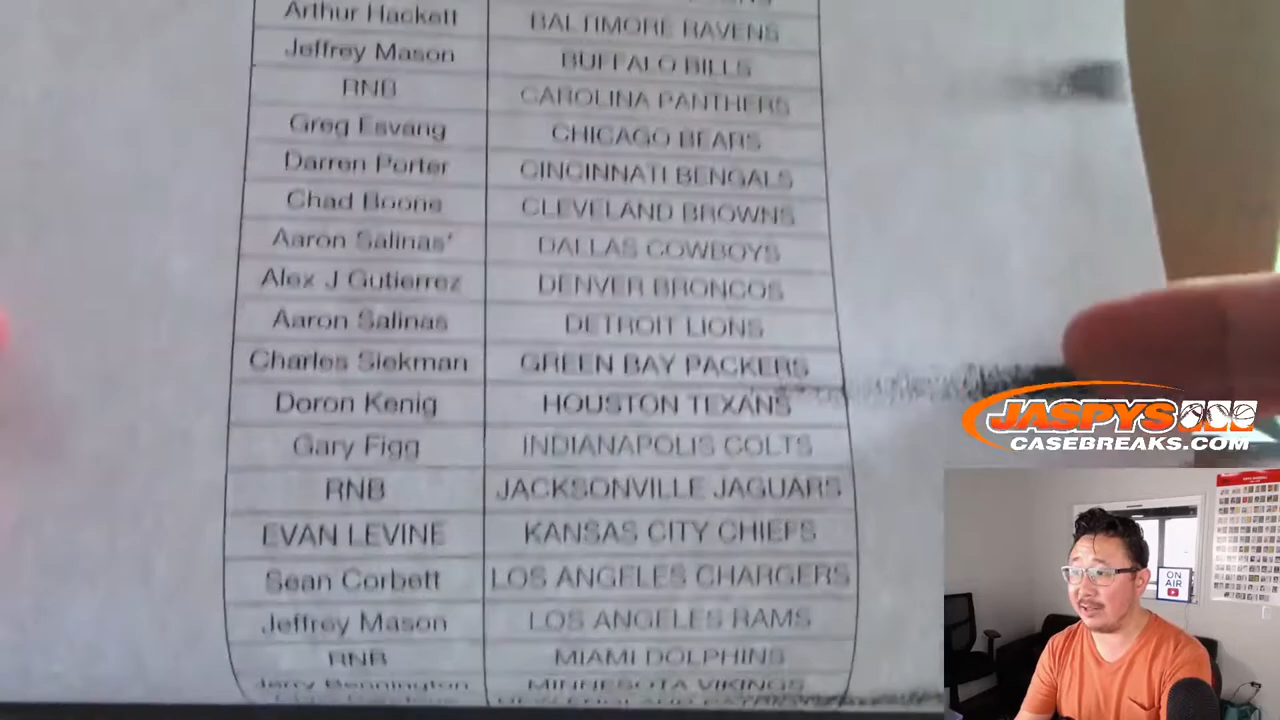 Arthur Hackett BALTIMORE RAVENS
Jeffrey Mason BUFFALO BILLS
RNB CAROLINA PANTHERS
Greg Esvang CHICAGO BEARS
Darren Porter CINCINNATI BENGALS
Chad Boone CLEVELAND BROWNS
Aaron Salinas* DALLAS COWBOYS
Alex J Gutierrez DENVER BRONCOS
Aaron Salinas DETROIT LIONS
Charles Siekman GREEN BAY PACKERS
Doron Kenig HOUSTON TEXANS
Gary Figg INDIANAPOLIS COLTS
RNB JACKSONVILLE JAGUARS
EVAN LEVINE KANSAS CITY CHIEFS
Sean Corbett LOS ANGELES CHARGERS
Jeffrey Mason LOS ANGELES RAMS
RNB MIAMI DOLPHINS
Jerry Bennington MINNESOTA VIKINGS
JASPYS
CASEBREAKS.COM
ON
AIR